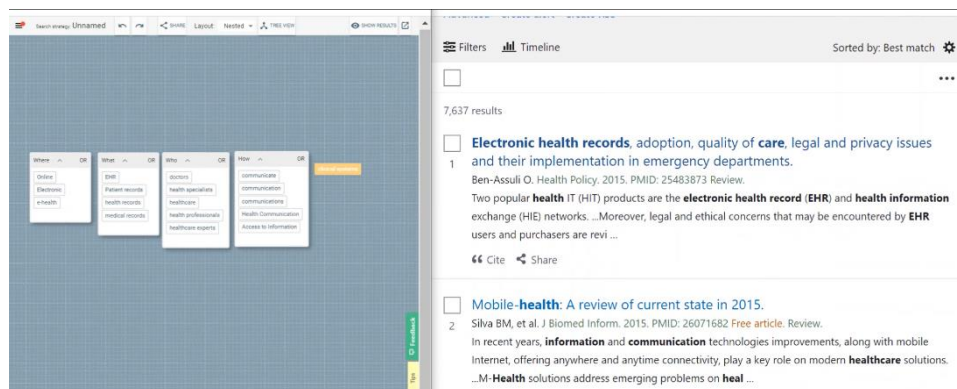 Search strategy Unnamed SHARE Layout Nested TREE VIEW SHOW RESULTS
Where OR
Online
Electronic
e-health
What OR
EHR
Patient records
health records
medical records
Who OR
doctors
health specialists
healthcare
health professionals
healthcare experts
How OR
communicate
communication
communications
Health Communication
Access to Information
Feedback
Tips
Filters Timeline Sorted by: Best match
7,637 results
Electronic health records, adoption, quality of care, legal and privacy issues
1 and their implementation in emergency departments.
Ben-Assuli O. Health Policy. 2015. PMID: 25483873 Review.
Two popular health IT (HIT) products are the electronic health record (EHR) and health information
exchange (HIE) networks. ...Moreover, legal and ethical concerns that may be encountered by EHR
users and purchasers are revi ...
Cite Share
Mobile-health: A review of current state in 2015.
2 Silva BM, et al. J Biomed Inform. 2015. PMID: 26071682 Free article. Review.
In recent years, information and communication technologies improvements, along with mobile
Internet, offering anywhere and anytime connectivity, play a key role on modern healthcare solutions.
...M-Health solutions address emerging problems on heal ...